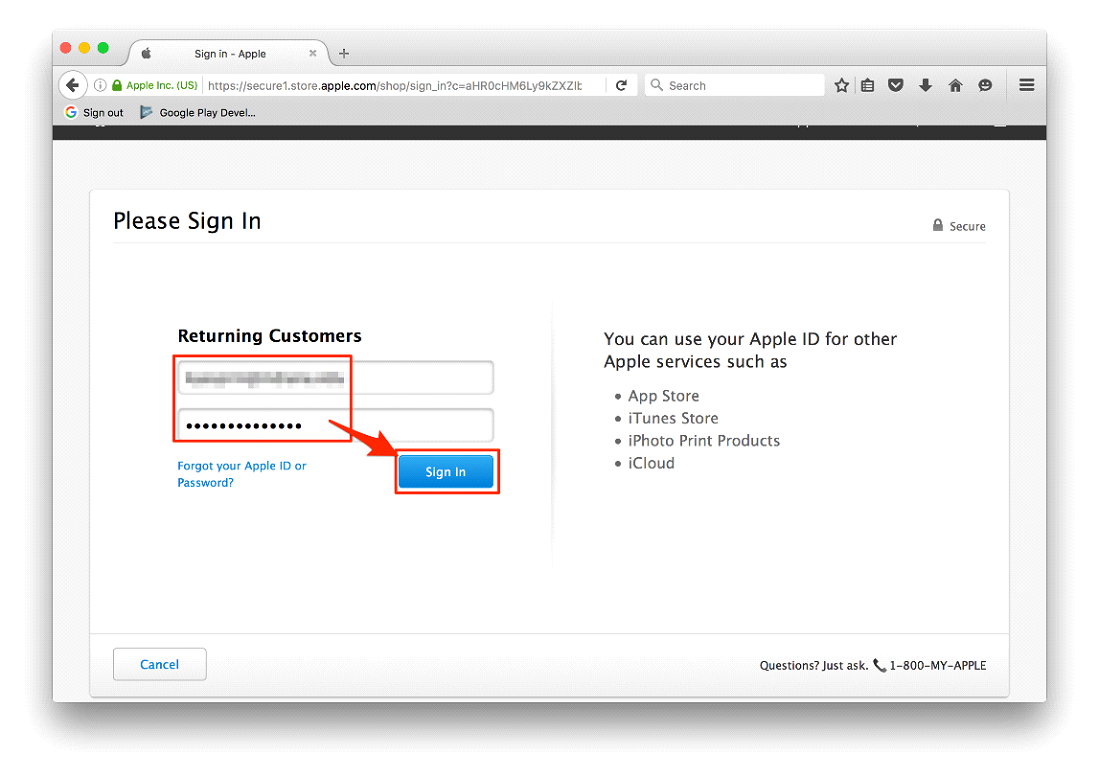 Sign in - Apple
Apple Inc. (US) https://secure1.store.apple.com/shop/sign_in?c=aHR0cHM6Ly9kZXZlb Search
Sign out Google Play Devel...
Please Sign In
Secure
Returning Customers
Forgot your Apple ID or
Password?
Sign In
You can use your Apple ID for other
Apple services such as
• App Store
• iTunes Store
• iPhoto Print Products
• iCloud
Cancel
Questions? Just ask. 1-800-MY-APPLE